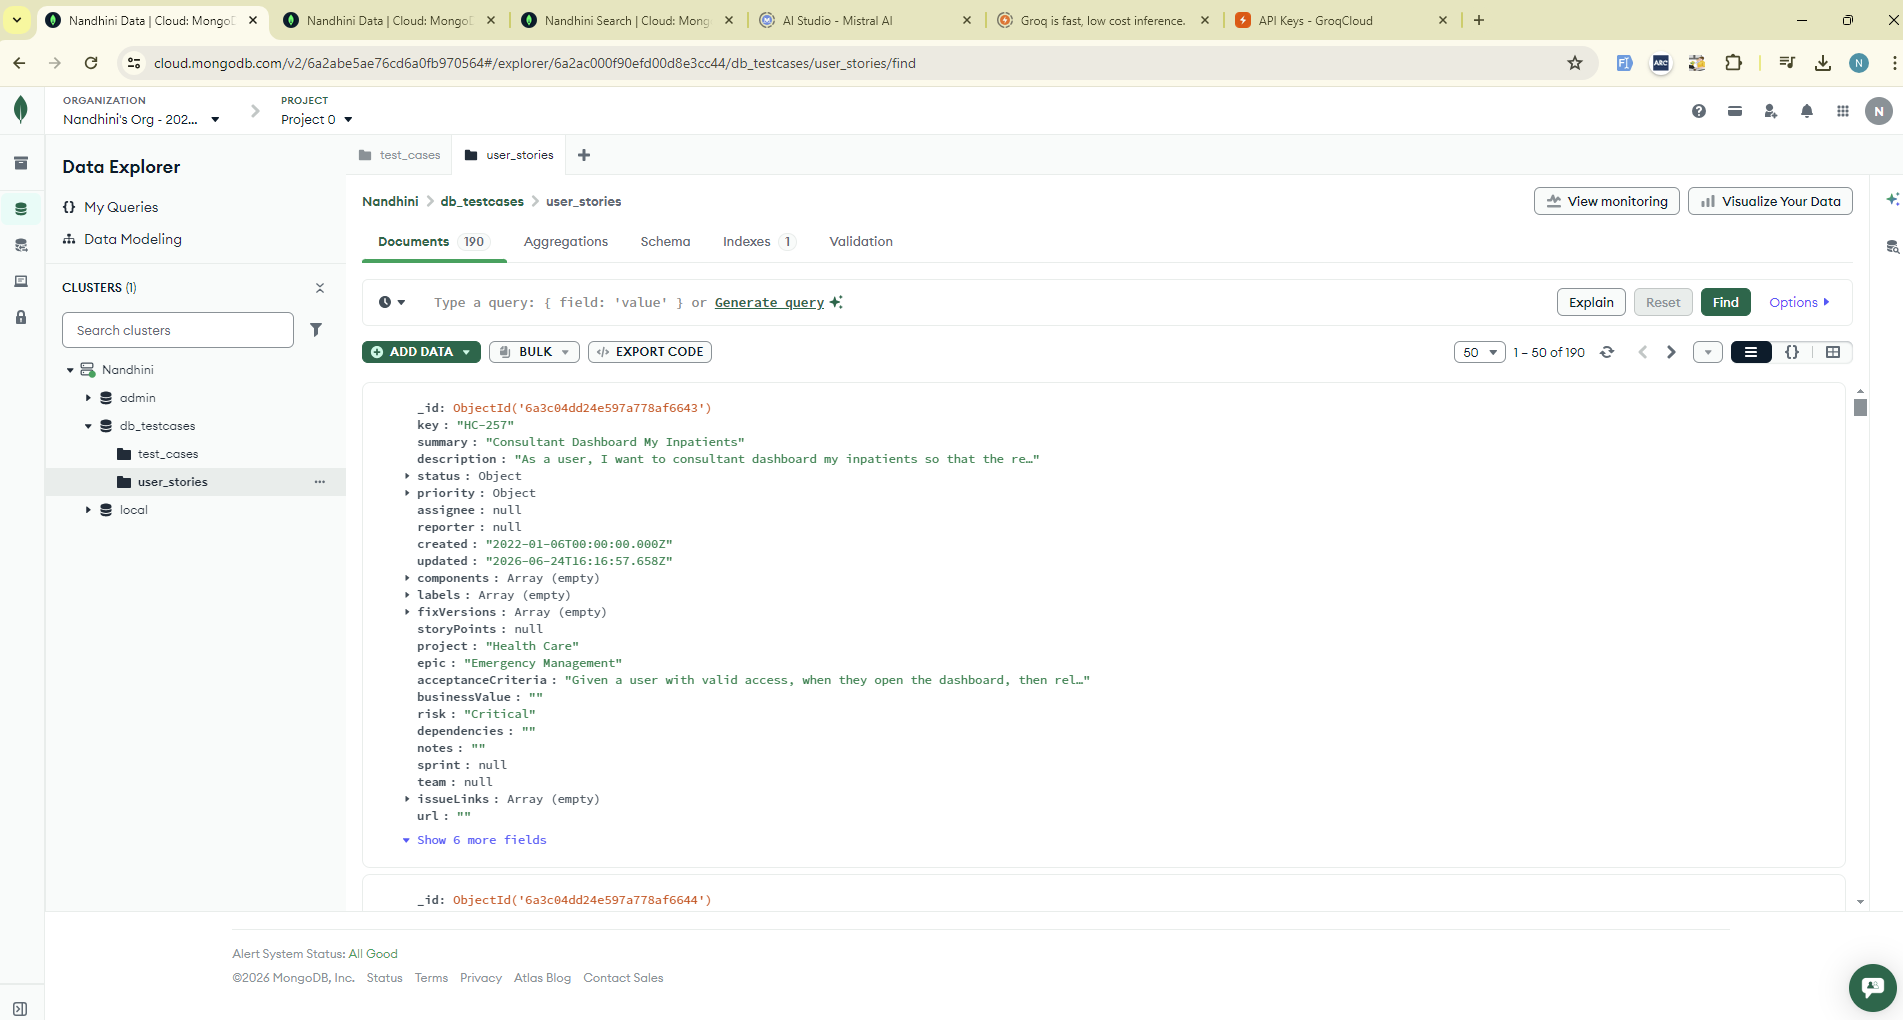 Nandhini Data | Cloud: MongoD
Nandhini Data | Cloud: MongoD
Nandhini Search | Cloud: Mong
AI Studio - Mistral AI
Groq is fast, low cost inference.
API Keys - GroqCloud
cloud.mongodb.com/v2/6a2abe5ae76cd6a0fb970564#/explorer/6a2ac000f90efd00d8e3cc44/db_testcases/user_stories/find
ARC
N
ORGANIZATION
Nandhini's Org - 202...
PROJECT
Project 0
N
Data Explorer
My Queries
Data Modeling
CLUSTERS (1)
Search clusters
Nandhini
admin
db_testcases
test_cases
user_stories
local
test_cases
user_stories
Nandhini > db_testcases > user_stories
View monitoring
Visualize Your Data
Documents 190
Aggregations
Schema
Indexes 1
Validation
Type a query: { field: 'value' } or Generate query
Explain
Reset
Find
Options
ADD DATA
BULK
EXPORT CODE
50
1 – 50 of 190
_id: ObjectId('6a3c04dd24e597a778af6643')
key : "HC-257"
summary : "Consultant Dashboard My Inpatients"
description : "As a user, I want to consultant dashboard my inpatients so that the re…"
status : Object
priority : Object
assignee : null
reporter : null
created : "2022-01-06T00:00:00.000Z"
updated : "2026-06-24T16:16:57.658Z"
components : Array (empty)
labels : Array (empty)
fixVersions : Array (empty)
storyPoints : null
project : "Health Care"
epic : "Emergency Management"
acceptanceCriteria : "Given a user with valid access, when they open the dashboard, then rel…"
businessValue : ""
risk : "Critical"
dependencies : ""
notes : ""
sprint : null
team : null
issueLinks : Array (empty)
url : ""
Show 6 more fields
_id: ObjectId('6a3c04dd24e597a778af6644')
Alert System Status: All Good
©2026 MongoDB, Inc. Status Terms Privacy Atlas Blog Contact Sales